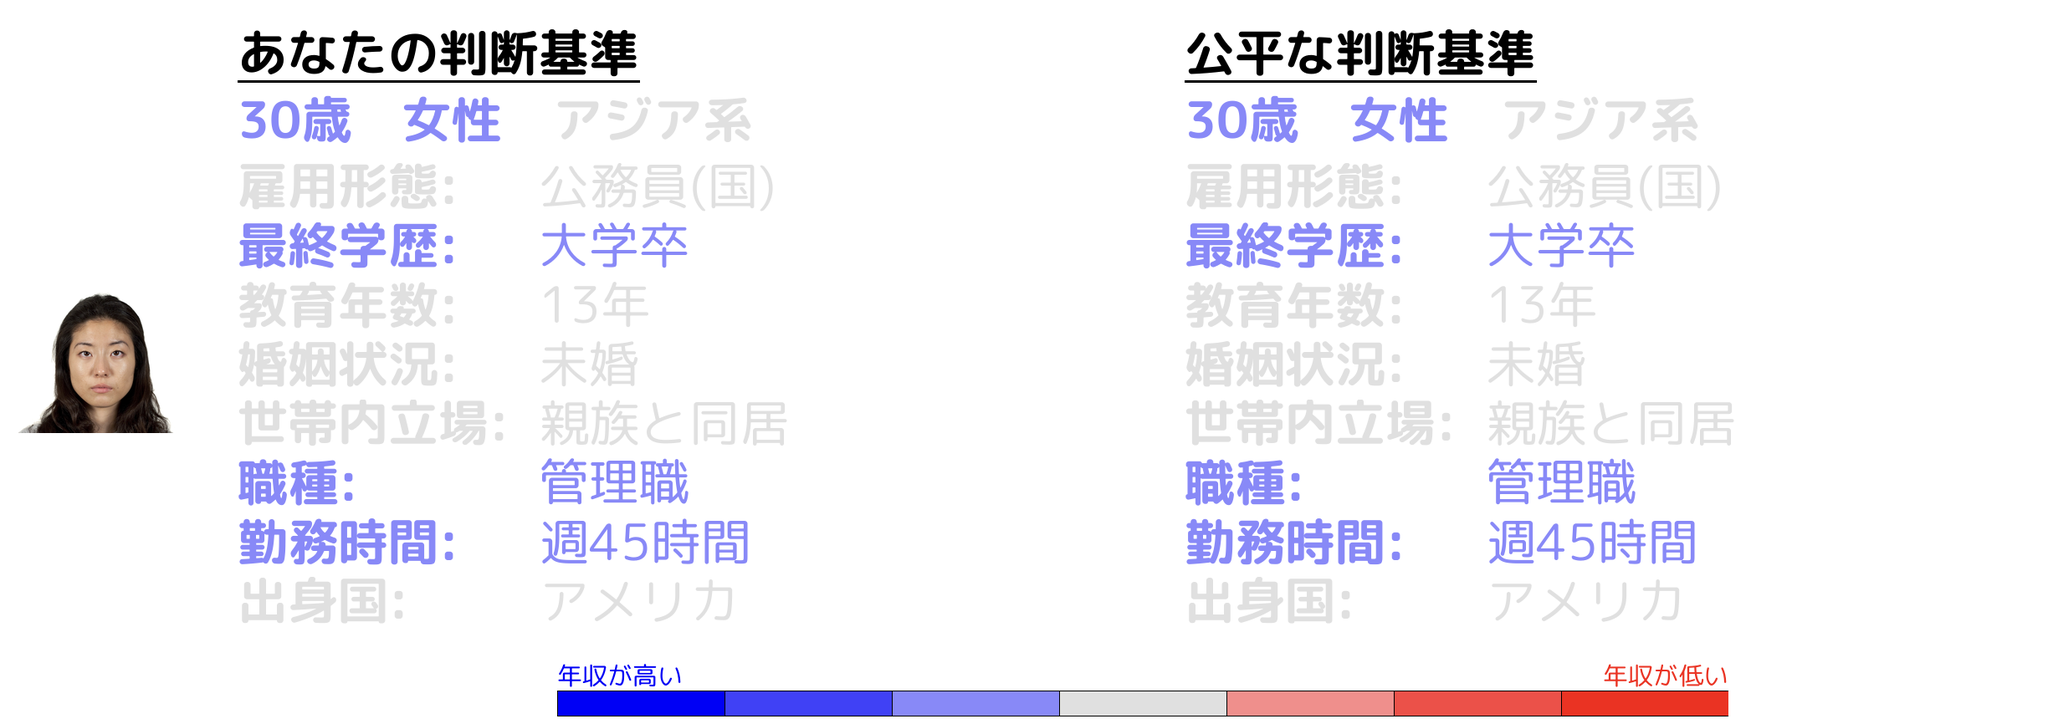 あなたの判断基準
30歳　女性　アジア系
雇用形態: 公務員(国)
最終学歴: 大学卒
教育年数: 13年
婚姻状況: 未婚
世帯内立場: 親族と同居
職種: 管理職
勤務時間: 週45時間
出身国: アメリカ
公平な判断基準
30歳　女性　アジア系
雇用形態: 公務員(国)
最終学歴: 大学卒
教育年数: 13年
婚姻状況: 未婚
世帯内立場: 親族と同居
職種: 管理職
勤務時間: 週45時間
出身国: アメリカ
年収が高い
年収が低い